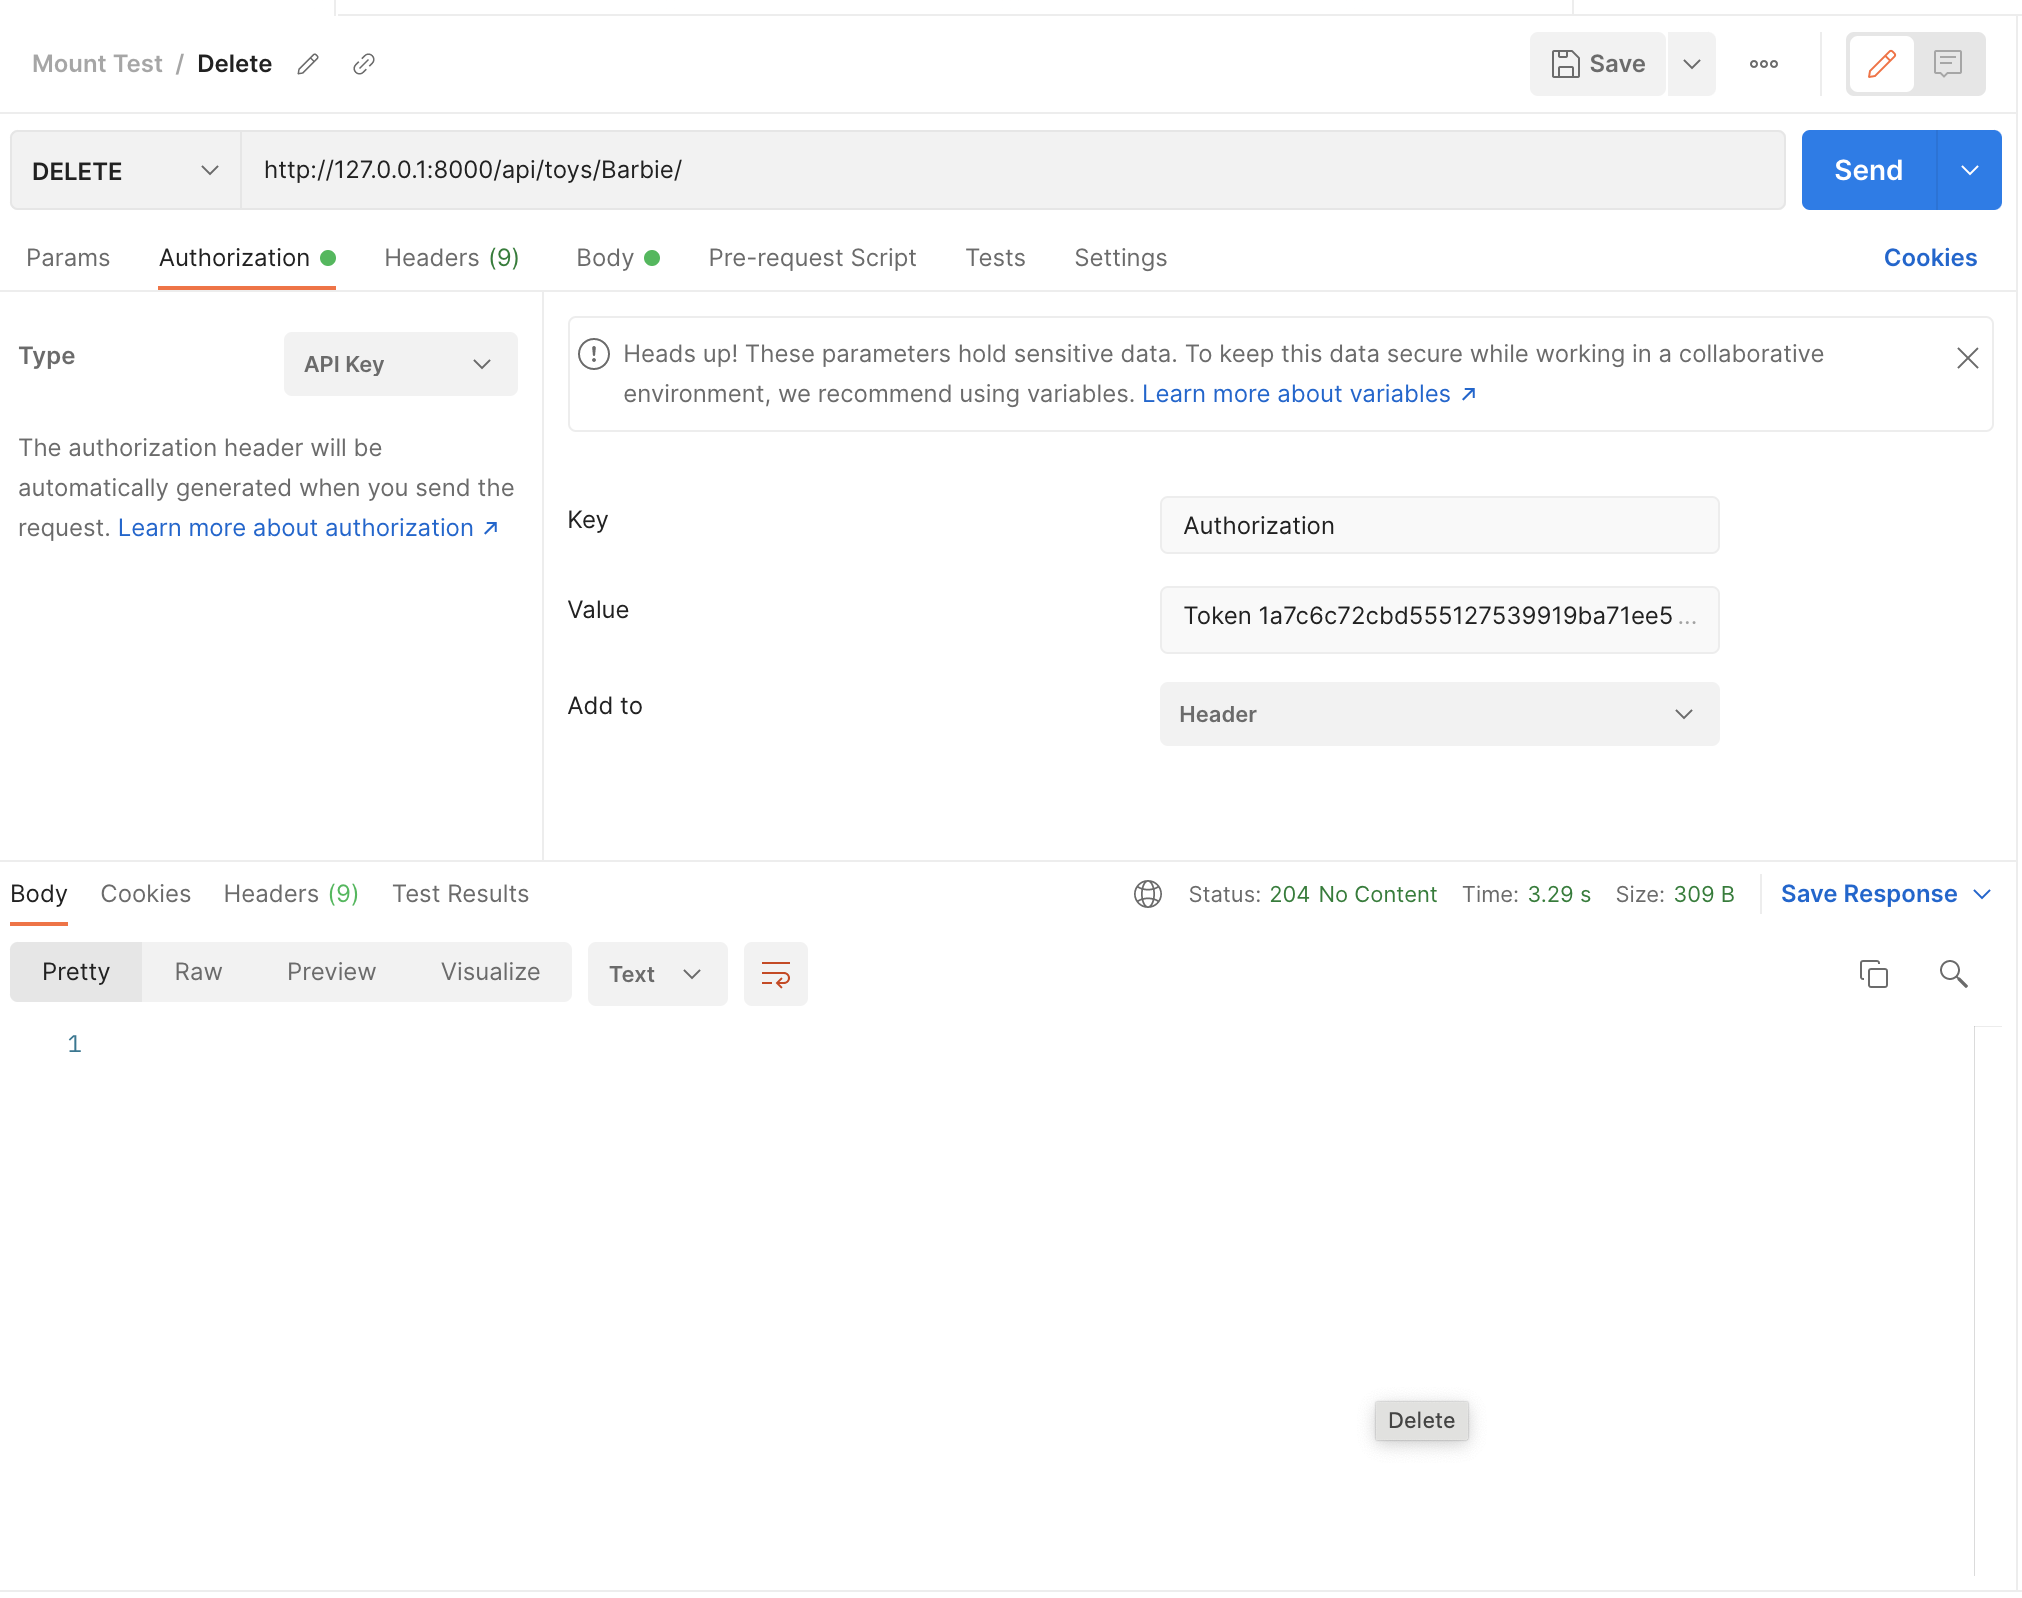 Mount Test / Delete
Save
DELETE
http://127.0.0.1:8000/api/toys/Barbie/
Send
Params
Authorization
Headers (9)
Body
Pre-request Script
Tests
Settings
Cookies
Type
API Key
The authorization header will be
automatically generated when you send the
request. Learn more about authorization ↗
Heads up! These parameters hold sensitive data. To keep this data secure while working in a collaborative
environment, we recommend using variables. Learn more about variables ↗
Key
Authorization
Value
Token 1a7c6c72cbd555127539919ba71ee5...
Add to
Header
Body
Cookies
Headers (9)
Test Results
Status: 204 No Content
Time: 3.29 s
Size: 309 B
Save Response
Pretty
Raw
Preview
Visualize
Text
1
Delete